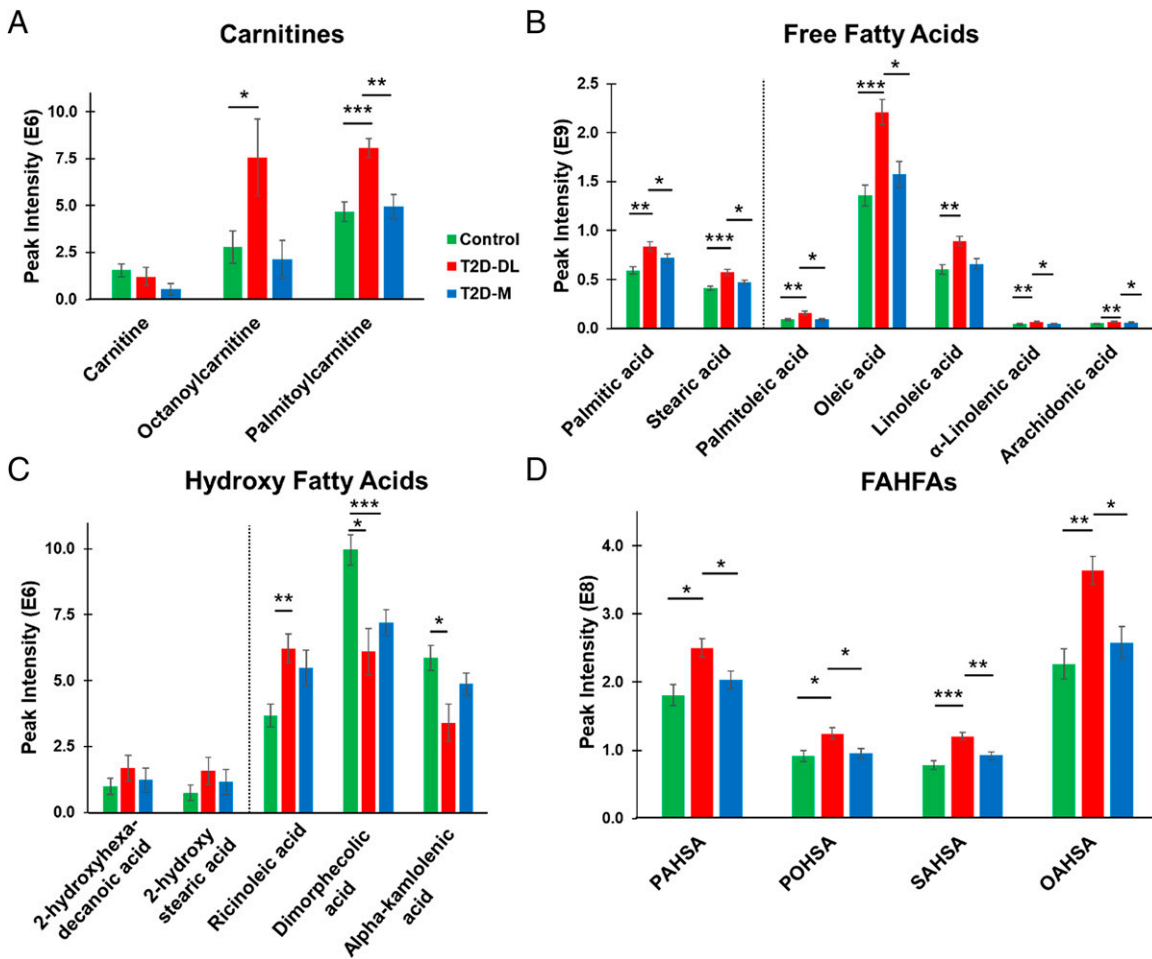 A
Carnitines
Peak Intensity (E6)
10.0
7.5
5.0
2.5
0.0
*
***
**
Control
T2D-DL
T2D-M
Carnitine
Octanoylcarnitine
Palmitoylcarnitine
B
Free Fatty Acids
Peak Intensity (E9)
2.5
2.0
1.5
1.0
0.5
0.0
**
*
***
*
**
*
***
*
**
**
*
**
*
Palmitic acid
Stearic acid
Palmitoleic acid
Oleic acid
Linoleic acid
α-Linolenic acid
Arachidonic acid
C
Hydroxy Fatty Acids
Peak Intensity (E6)
10.0
7.5
5.0
2.5
0.0
**
***
*
*
2-hydroxyhexa-
decanoic acid
2-hydroxy
stearic acid
Ricinoleic acid
Dimorphecolic
acid
Alpha-kamlolenic
acid
D
FAHFAs
Peak Intensity (E8)
4.0
3.0
2.0
1.0
0.0
*
*
*
*
***
**
**
*
PAHSA
POHSA
SAHSA
OAHSA